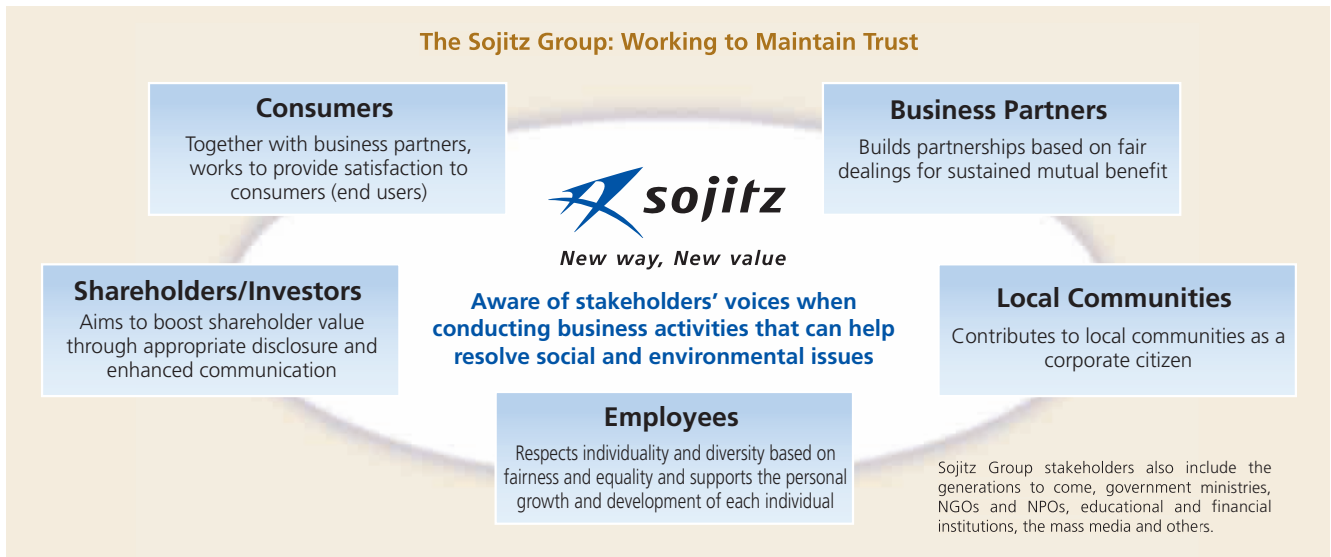 The Sojitz Group: Working to Maintain Trust
Consumers
Together with business partners,
works to provide satisfaction to
consumers (end users)
Business Partners
Builds partnerships based on fair
dealings for sustained mutual benefit
sojitz
New way, New value
Shareholders/Investors
Aims to boost shareholder value
through appropriate disclosure and
enhanced communication
Aware of stakeholders’ voices when
conducting business activities that can help
resolve social and environmental issues
Local Communities
Contributes to local communities as a
corporate citizen
Employees
Respects individuality and diversity based on
fairness and equality and supports the personal
growth and development of each individual
Sojitz Group stakeholders also include the
generations to come, government ministries,
NGOs and NPOs, educational and financial
institutions, the mass media and others.